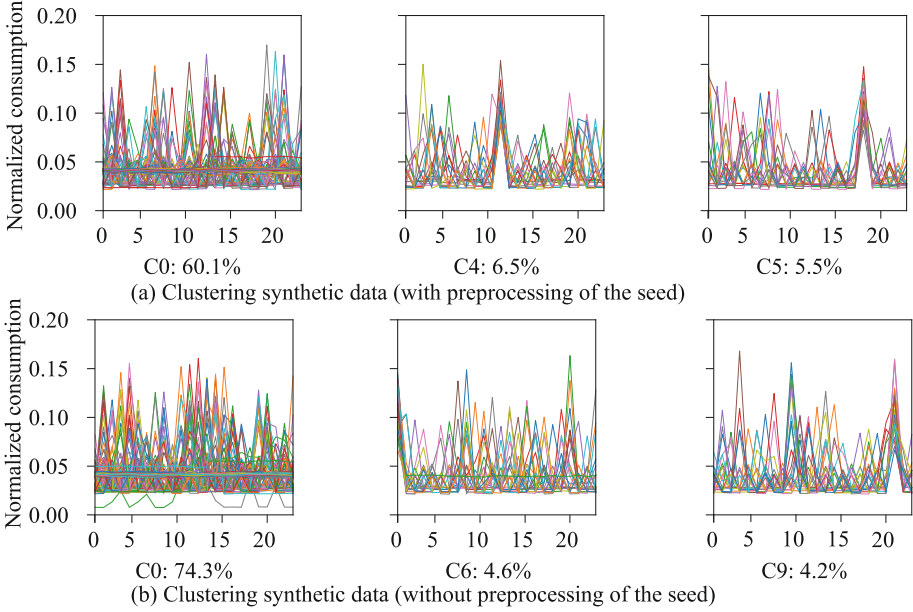 Normalized consumption
0.20
0.15
0.10
0.05
0.00
0 5 10 15 20
0 5 10 15 20
0 5 10 15 20
C0: 60.1% C4: 6.5% C5: 5.5%
(a) Clustering synthetic data (with preprocessing of the seed)
Normalized consumption
0.20
0.15
0.10
0.05
0.00
0 5 10 15 20
0 5 10 15 20
0 5 10 15 20
C0: 74.3% C6: 4.6% C9: 4.2%
(b) Clustering synthetic data (without preprocessing of the seed)